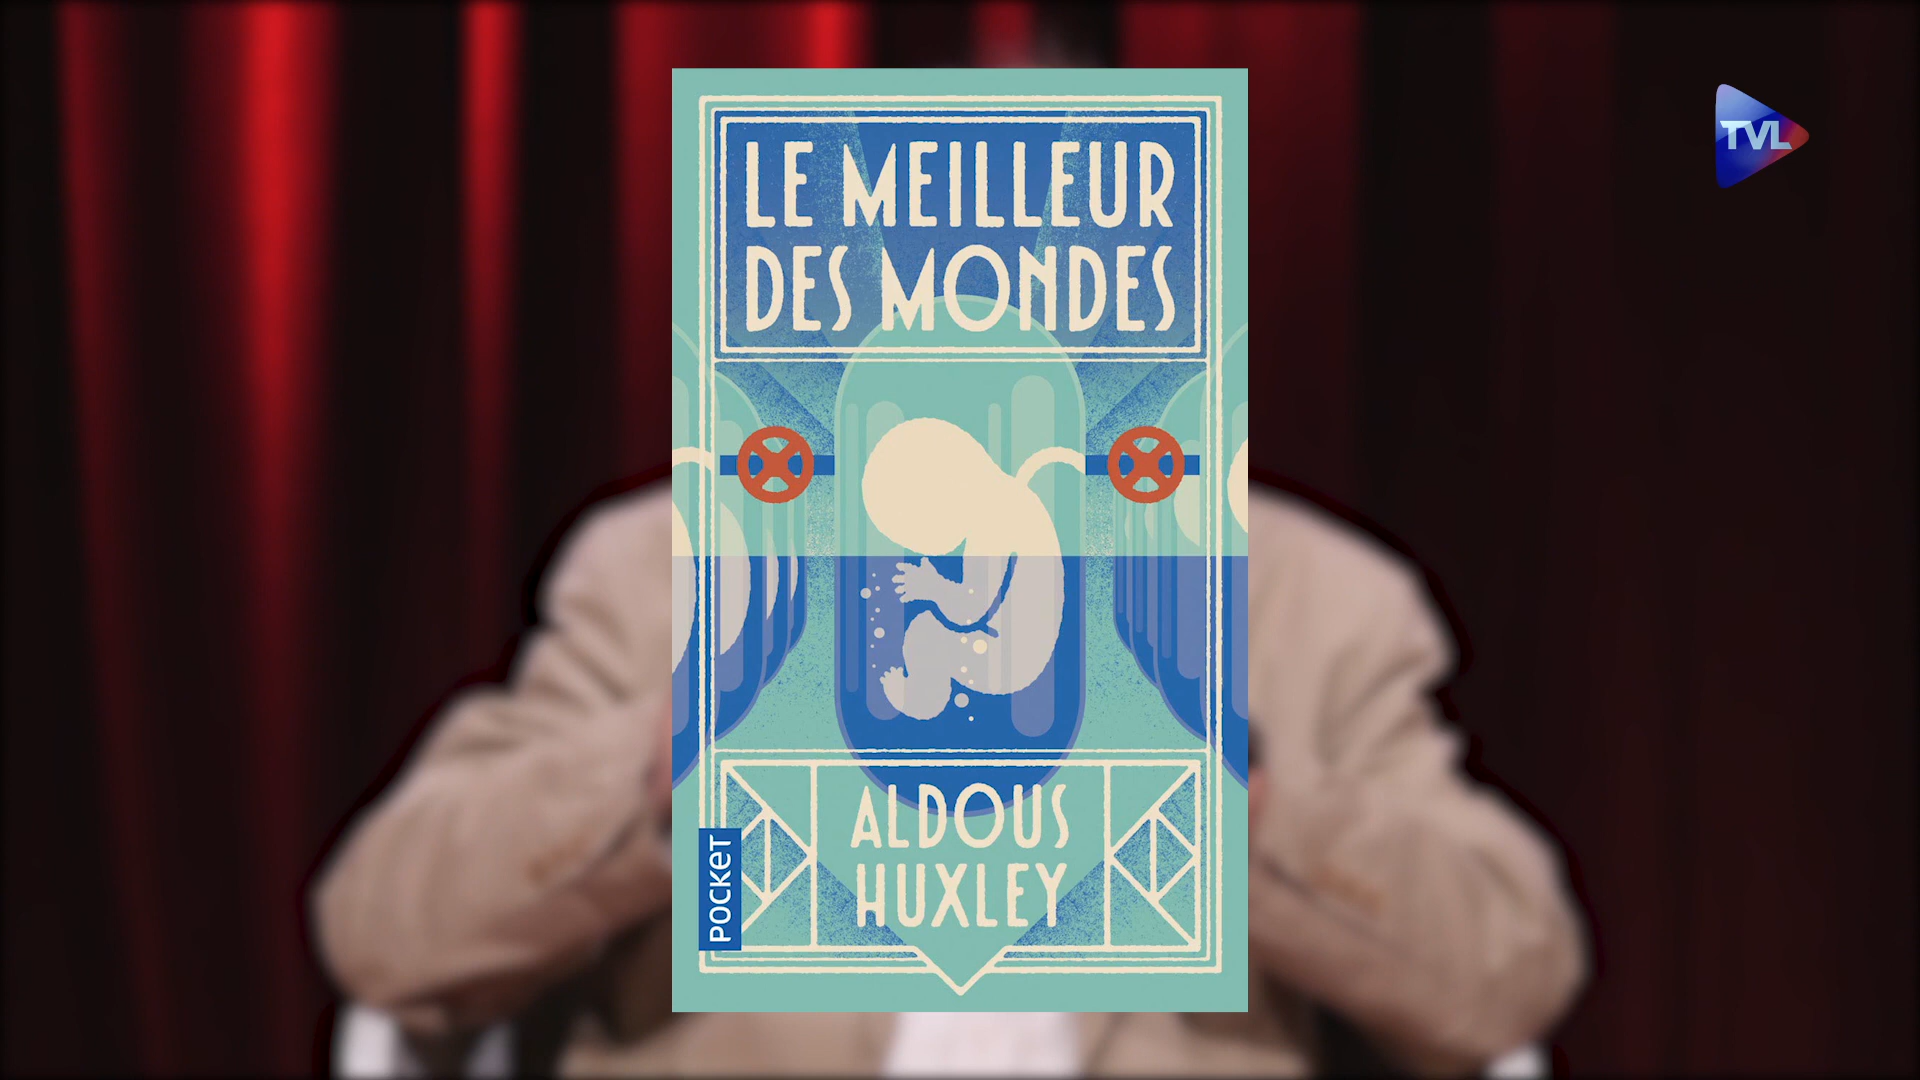 LE MEILLEUR
DES MONDES
ALDOUS
HUXLEY
POCKET
TVL